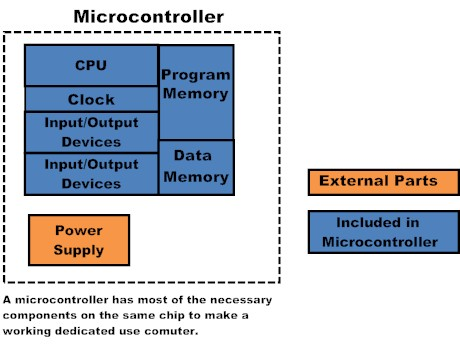 Microcontroller
CPU
Program
Memory
Clock
Input/Output
Devices
Data
Memory
Input/Output
Devices
External Parts
Power
Supply
Included in
Microcontroller
A microcontroller has most of the necessary
components on the same chip to make a
working dedicated use comuter.